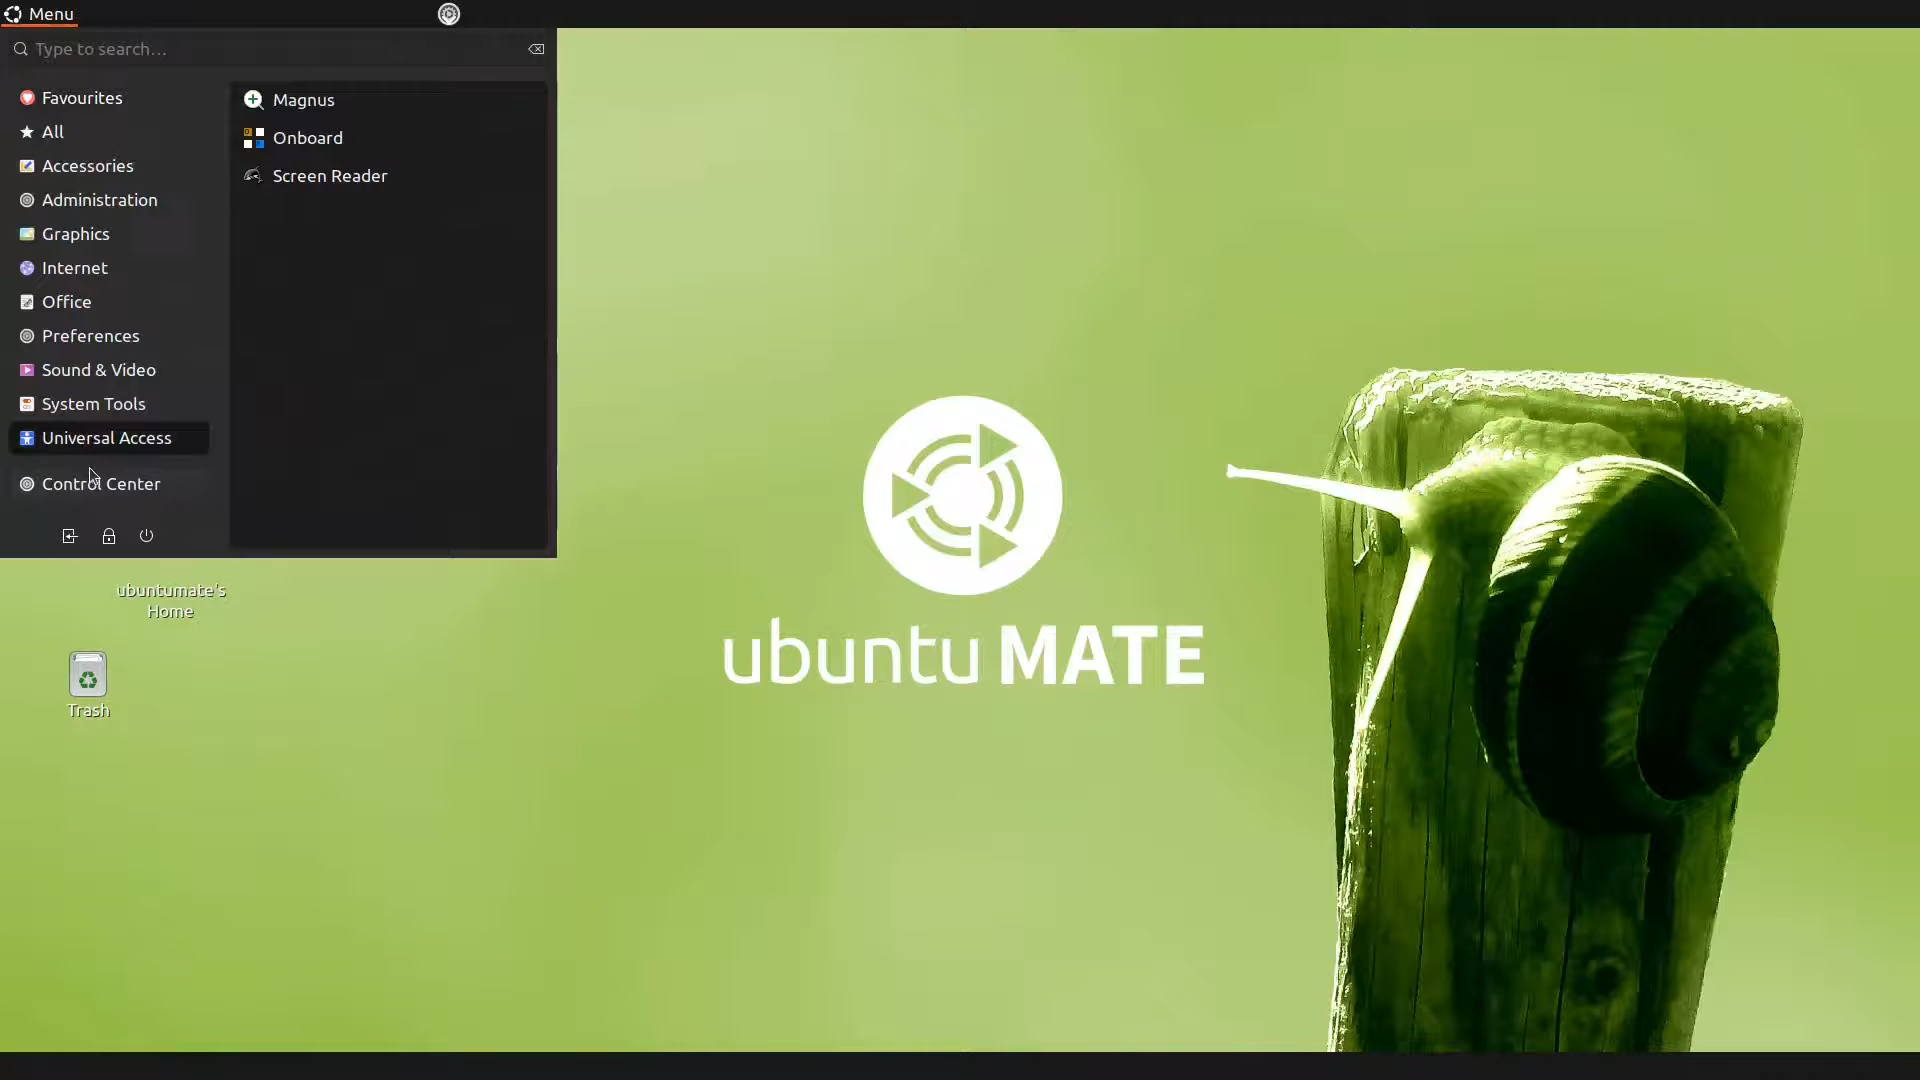 Menu
Type to search...
Favourites
All
Accessories
Administration
Graphics
Internet
Office
Preferences
Sound & Video
System Tools
Universal Access
Control Center
Magnus
Onboard
Screen Reader
ubuntumate's
Home
Trash
ubuntu MATE